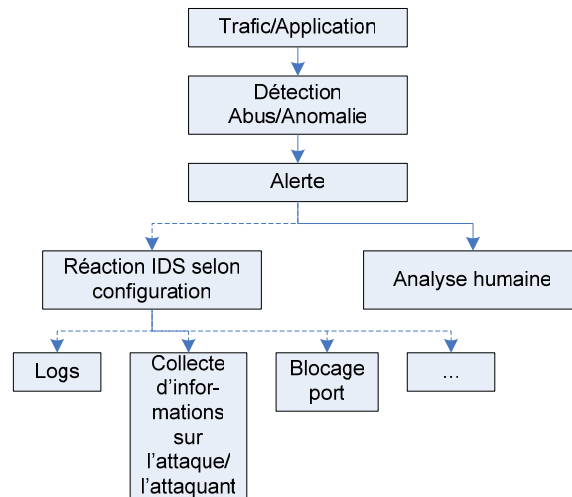 Trafic/Application
Détection
Abus/Anomalie
Alerte
Réaction IDS selon
configuration
Analyse humaine
Logs
Collecte
d'infor-
mations
sur
l'attaque/
l'attaquant
Blocage
port
...